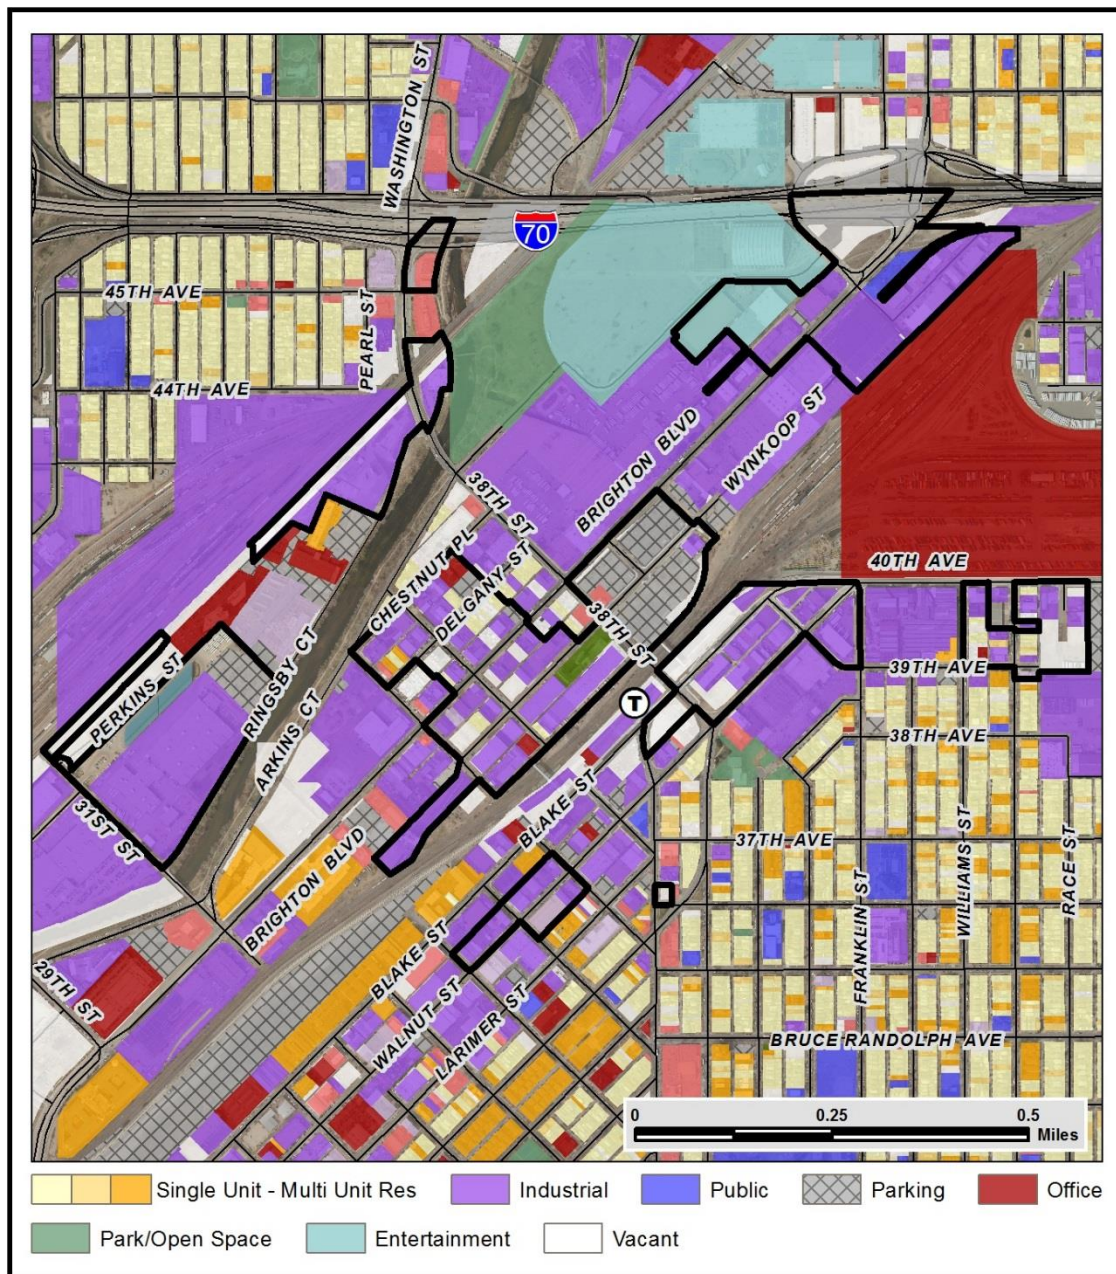 WASHINGTON ST
70
45TH AVE
PEARL ST
44TH AVE
38TH ST
BRIGHTON BLVD
WYNKOOP ST
CHESTNUT PL
DELGANY ST
40TH AVE
38TH ST
39TH AVE
PERKINS ST
RINGSBY CT
ARKINS CT
T
38TH AVE
31ST ST
BLAKE ST
37TH AVE
BRIGHTON BLVD
FRANKLIN ST
WILLIAMS ST
RACE ST
29TH ST
BLAKE ST
WALNUT ST
LARIMER ST
BRUCE RANDOLPH AVE
0 0.25 0.5
Miles
Single Unit - Multi Unit Res Industrial Public Parking Office
Park/Open Space Entertainment Vacant